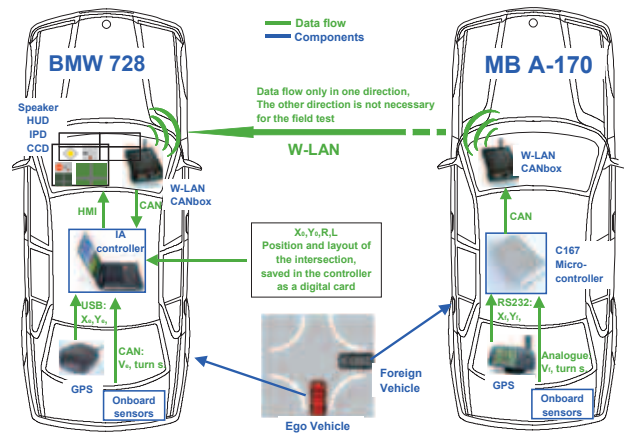 Data flow
Components
BMW 728
MB A-170
Speaker
HUD
IPD
CCD
Data flow only in one direction,
The other direction is not necessary
for the field test
W-LAN
W-LAN
CANbox
W-LAN
CANbox
HMI
CAN
CAN
IA
controller
X₀,Y₀,R,L
Position and layout of
the intersection,
saved in the controller
as a digital card
C167
Micro-
controller
USB:
Xₑ,Yₑ,
CAN:
Vₑ, turn s.
GPS
Onboard
sensors
RS232:
Xf,Yf,
Analogue:
Vf, turn s.
GPS
Onboard
sensors
Foreign
Vehicle
Ego Vehicle